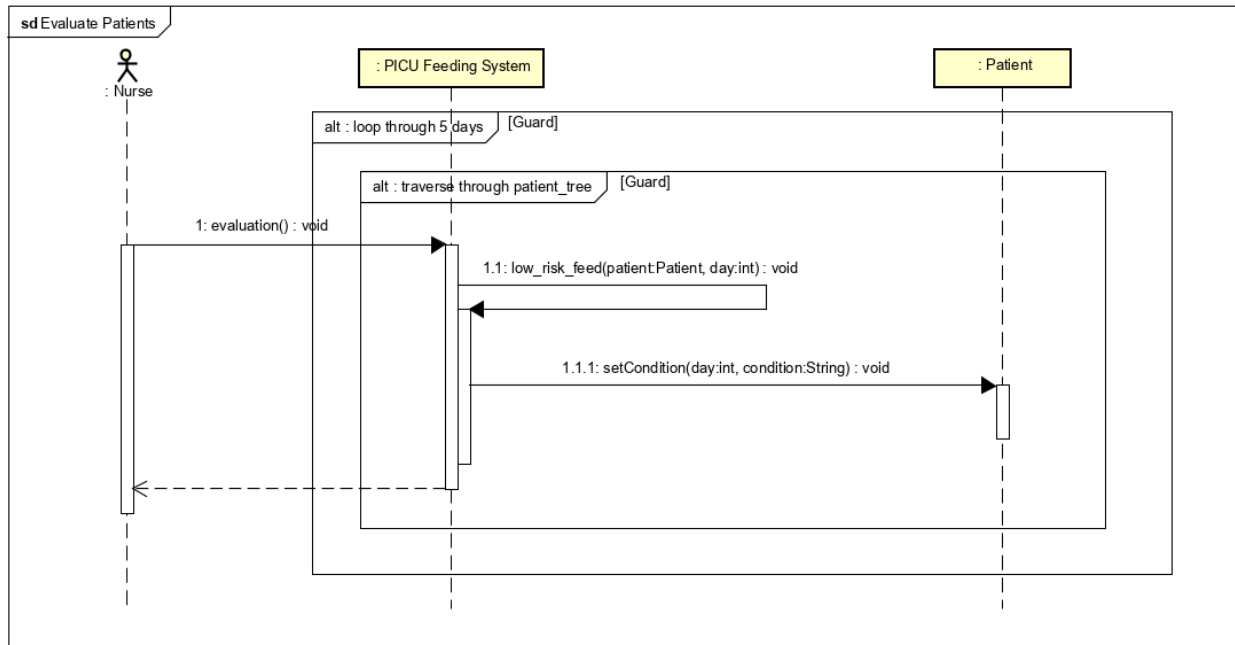 sd Evaluate Patients
: Nurse
: PICU Feeding System
: Patient
alt : loop through 5 days
[Guard]
alt : traverse through patient_tree
[Guard]
1: evaluation() : void
1.1: low_risk_feed(patient:Patient, day:int) : void
1.1.1: setCondition(day:int, condition:String) : void